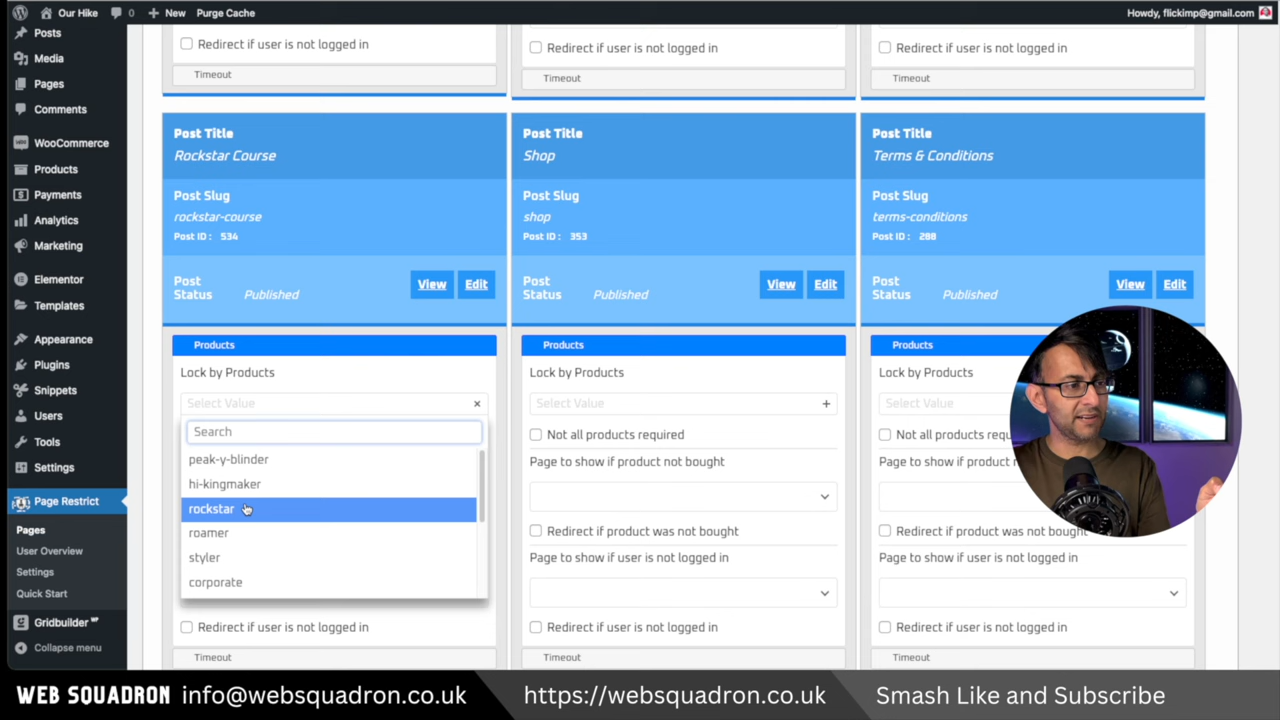 Our Hike 0 New Purge Cache Howdy, flickimp@gmail.com
Posts
Media
Pages
Comments
WooCommerce
Products
Payments
Analytics
Marketing
Elementor
Templates
Appearance
Plugins
Snippets
Users
Tools
Settings
Page Restrict
Pages
User Overview
Settings
Quick Start
Gridbuilder WP
Collapse menu
Redirect if user is not logged in
Timeout
Redirect if user is not logged in
Timeout
Redirect if user is not logged in
Timeout
Post Title
Rockstar Course
Post Slug
rockstar-course
Post ID : 534
Post
Status Published View Edit
Products
Lock by Products
Select Value ×
Search
peak-y-blinder
hi-kingmaker
rockstar
roamer
styler
corporate
Redirect if user is not logged in
Timeout
Post Title
Shop
Post Slug
shop
Post ID : 353
Post
Status Published View Edit
Products
Lock by Products
Select Value +
Not all products required
Page to show if product not bought
Redirect if product was not bought
Page to show if user is not logged in
Redirect if user is not logged in
Timeout
Post Title
Terms & Conditions
Post Slug
terms-conditions
Post ID : 288
Post
Status Published View Edit
Products
Lock by Products
Select Value
Not all products
Page to show if product
Redirect if product was not bought
Page to show if user is not logged in
Redirect if user is not logged in
Timeout
WEB SQUADRON info@websquadron.co.uk https://websquadron.co.uk Smash Like and Subscribe